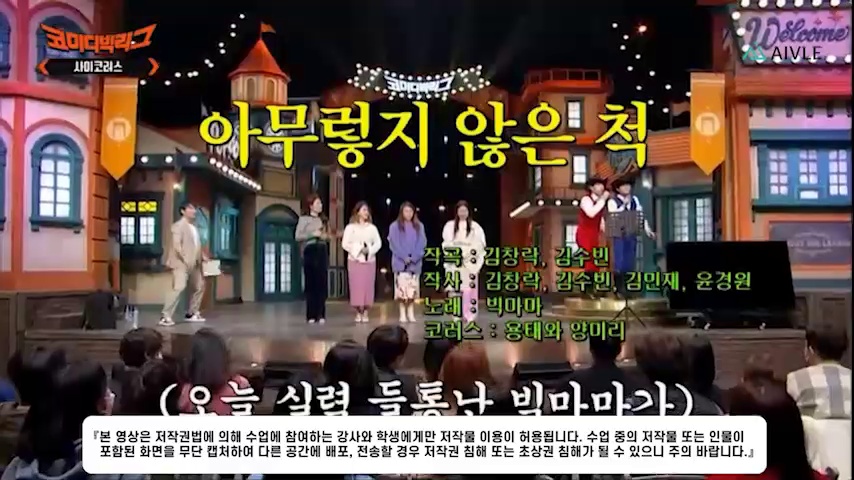 코미디빅리그
사이코러스
Welcome
AIVLE
코미디빅리그
아무렇지 않은 척
작곡 : 김창락, 김수빈
작사 : 김창락, 김수빈, 김민재, 윤경원
노래 : 빅마마
코러스 : 용태와 양미리
(오늘 실력 들통난 빅마마가)
『본 영상은 저작권법에 의해 수업에 참여하는 강사와 학생에게만 저작물 이용이 허용됩니다. 수업 중의 저작물 또는 인물이
포함된 화면을 무단 캡처하여 다른 공간에 배포, 전송할 경우 저작권 침해 또는 초상권 침해가 될 수 있으니 주의 바랍니다.』